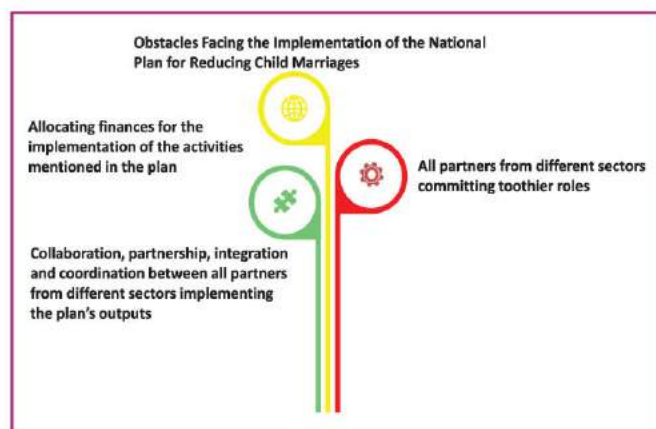 Obstacles Facing the Implementation of the National
Plan for Reducing Child Marriages
Allocating finances for the
implementation of the activities
mentioned in the plan
All partners from different sectors
committing toothier roles
Collaboration, partnership, integration
and coordination between all partners
from different sectors implementing
the plan's outputs